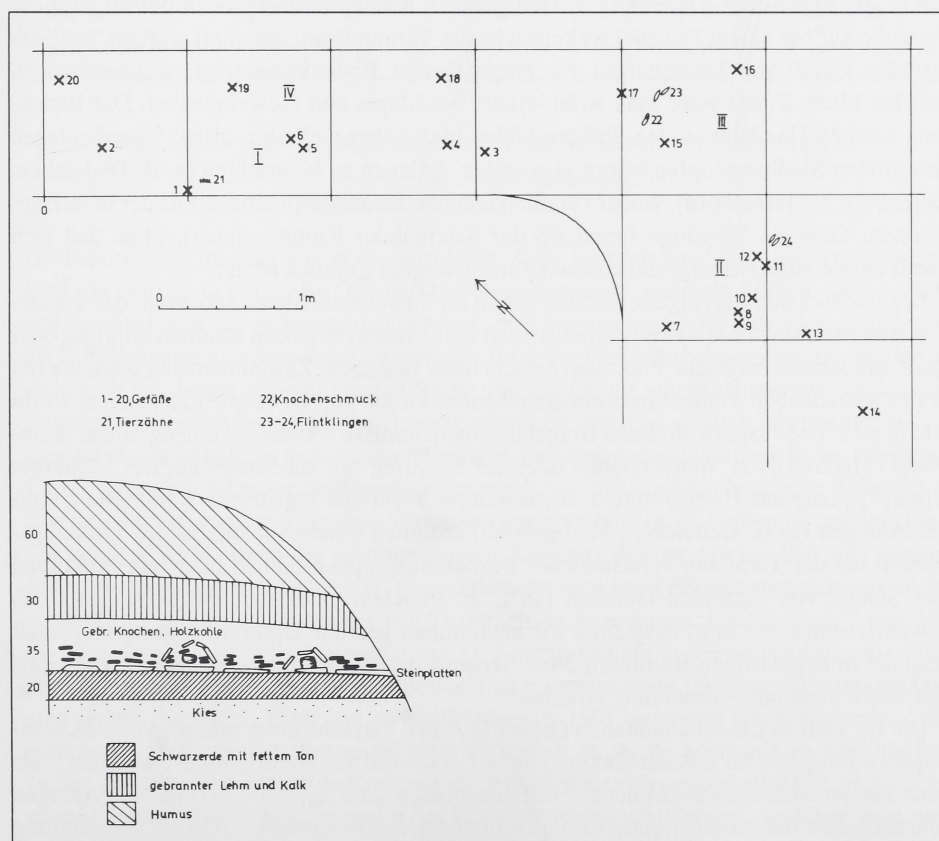 20
19
IV
18
17
23
16
22
III
2
I
6
5
4
3
15
1
21
0
24
12
11
II
10
8
9
7
13
14
0 1 m
N
1-20, Gefäße
22, Knochenschmuck
21, Tierzähne
23-24, Flintklingen
60
30
Gebr. Knochen, Holzkohle
35
Steinplatten
20
Kies
Schwarzerde mit fettem Ton
gebrannter Lehm und Kalk
Humus